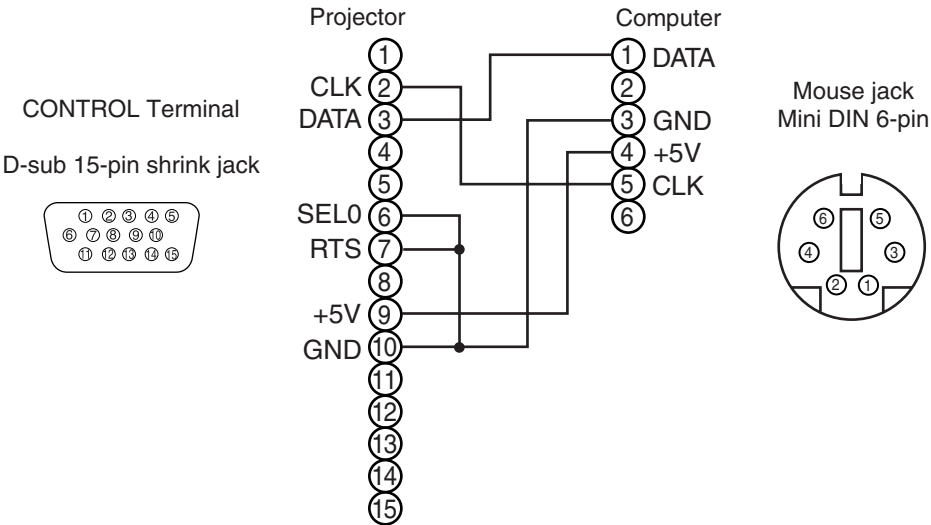 Projector
Computer
CONTROL Terminal
D-sub 15-pin shrink jack
① ② ③ ④ ⑤
⑥ ⑦ ⑧ ⑨ ⑩
⑪ ⑫ ⑬ ⑭ ⑮
①
CLK ②
DATA ③
④
⑤
SEL0 ⑥
RTS ⑦
⑧
+5V ⑨
GND ⑩
⑪
⑫
⑬
⑭
⑮
① DATA
②
③ GND
④ +5V
⑤ CLK
⑥
Mouse jack
Mini DIN 6-pin
⑥ ⑤
④ ③
② ①